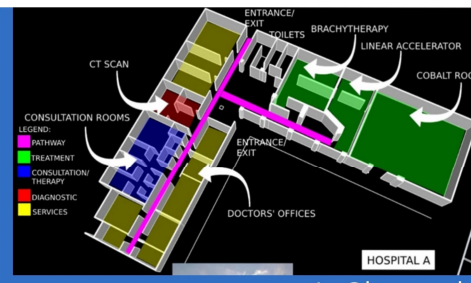 ENTRANCE/
EXIT
TOILETS
BRACHYTHERAPY
LINEAR ACCELERATOR
CT SCAN
COBALT
CONSULTATION ROOMS
LEGEND:
PATHWAY
TREATMENT
CONSULTATION/
THERAPY
DIAGNOSTIC
SERVICES
ENTRANCE/
EXIT
DOCTORS' OFFICES
HOSPITAL A